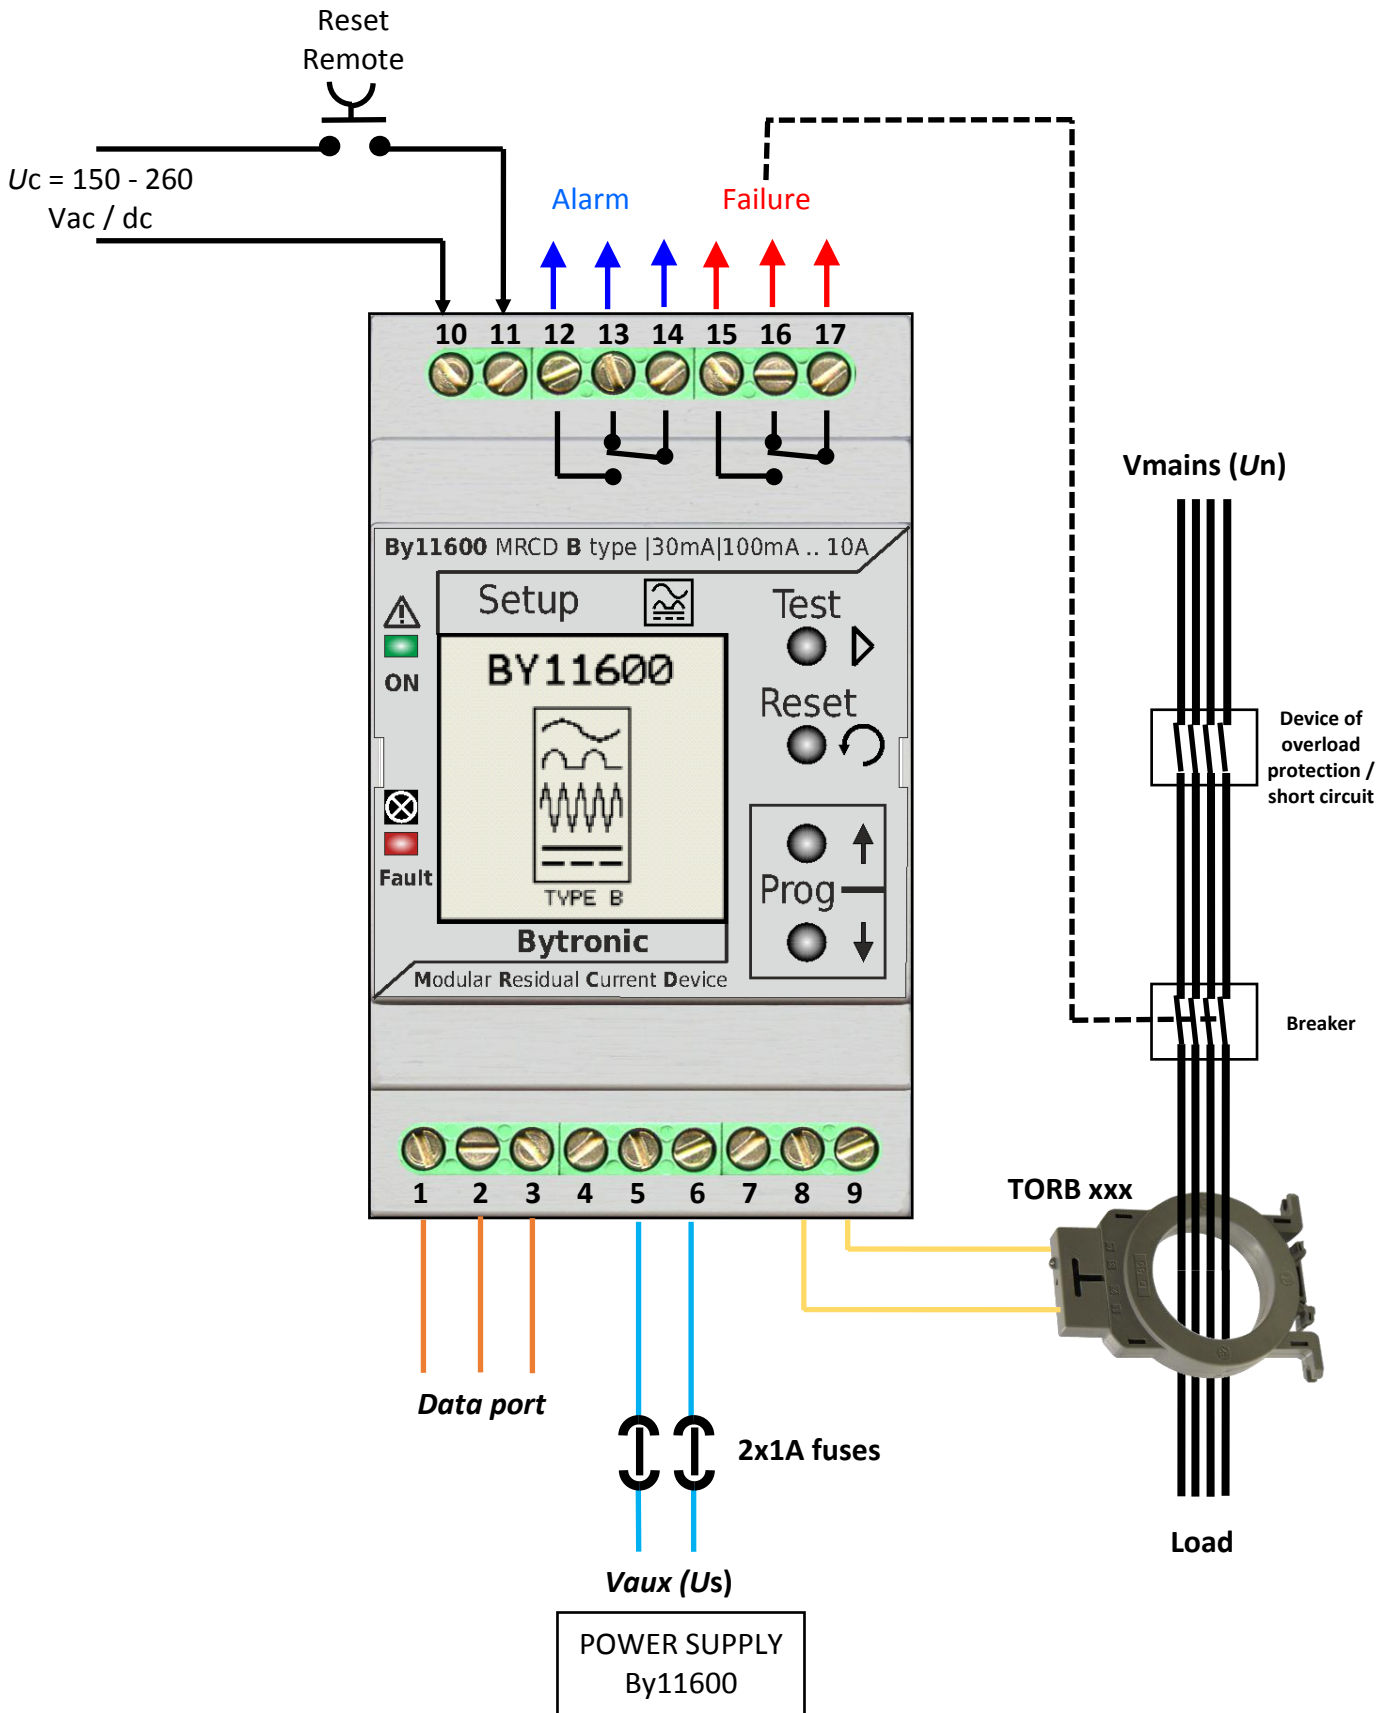 Reset
Remote
Uc = 150 - 260
Vac / dc
Alarm
Failure
10 11 12 13 14 15 16 17
Vmains (Un)
By11600 MRCD B type |30mA|100mA .. 10A
Setup
Test
ON
BY11600
Reset
Device of
overload
protection /
short circuit
Fault
Prog
TYPE B
Bytronic
Modular Residual Current Device
Breaker
1 2 3 4 5 6 7 8 9
TORB xxx
Data port
2x1A fuses
Load
Vaux (Us)
POWER SUPPLY
By11600